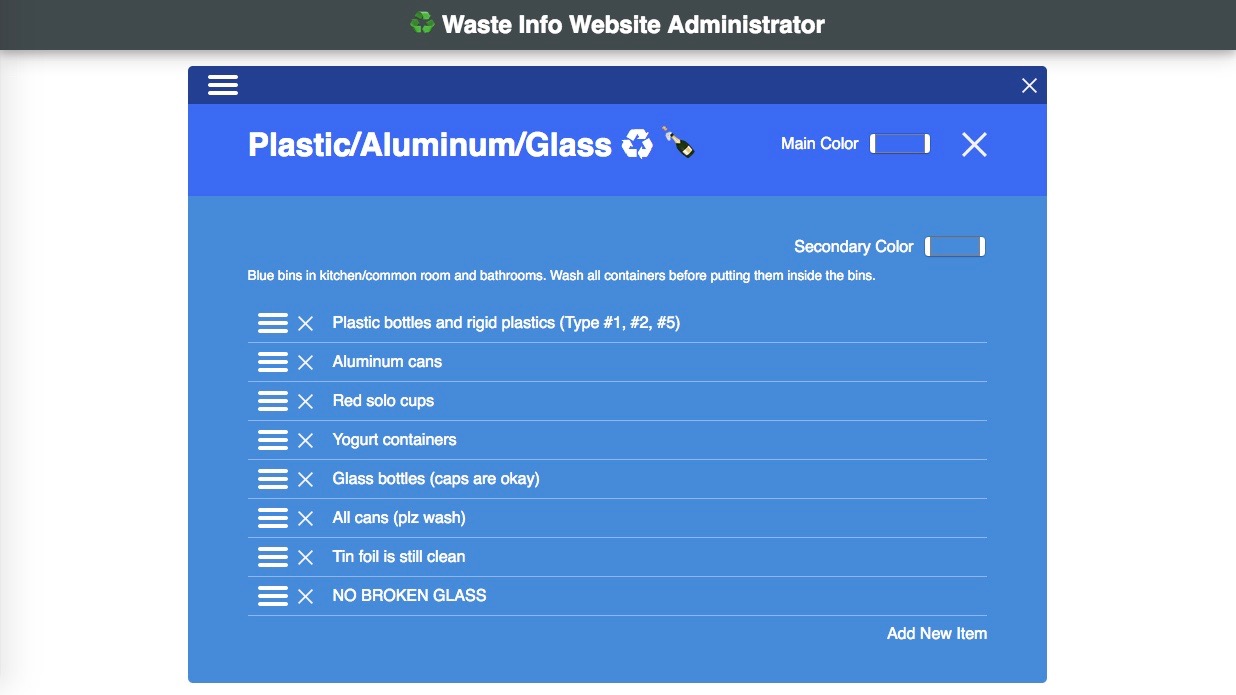 ♻ Waste Info Website Administrator
Plastic/Aluminum/Glass ♻ 🍾
Main Color
Secondary Color
Blue bins in kitchen/common room and bathrooms. Wash all containers before putting them inside the bins.
Plastic bottles and rigid plastics (Type #1, #2, #5)
Aluminum cans
Red solo cups
Yogurt containers
Glass bottles (caps are okay)
All cans (plz wash)
Tin foil is still clean
NO BROKEN GLASS
Add New Item